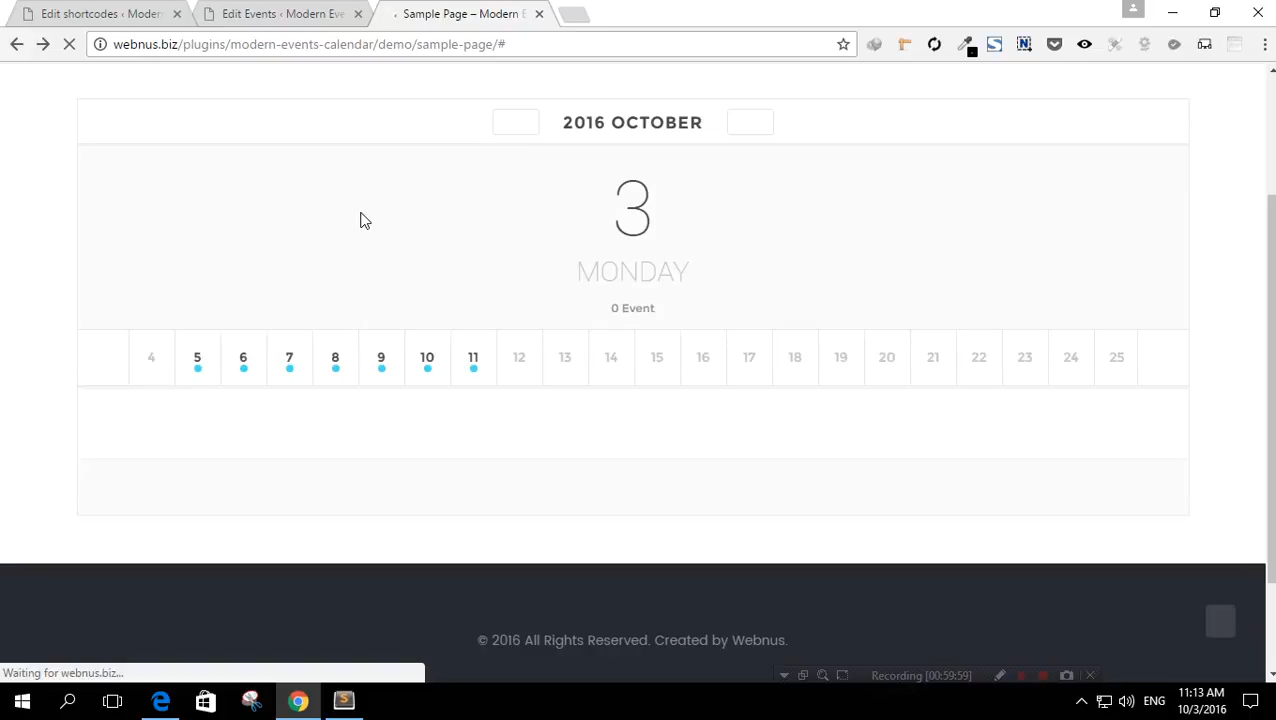 Edit shortcodes ‹ Modern
Edit Events ‹ Modern Eve
Sample Page – Modern E
webnus.biz/plugins/modern-events-calendar/demo/sample-page/#
2016 OCTOBER
3
MONDAY
0 Event
4 5 6 7 8 9 10 11 12 13 14 15 16 17 18 19 20 21 22 23 24 25
© 2016 All Rights Reserved. Created by Webnus.
Waiting for webnus.biz...
Recording [00:59:59]
ENG
11:13 AM
10/3/2016